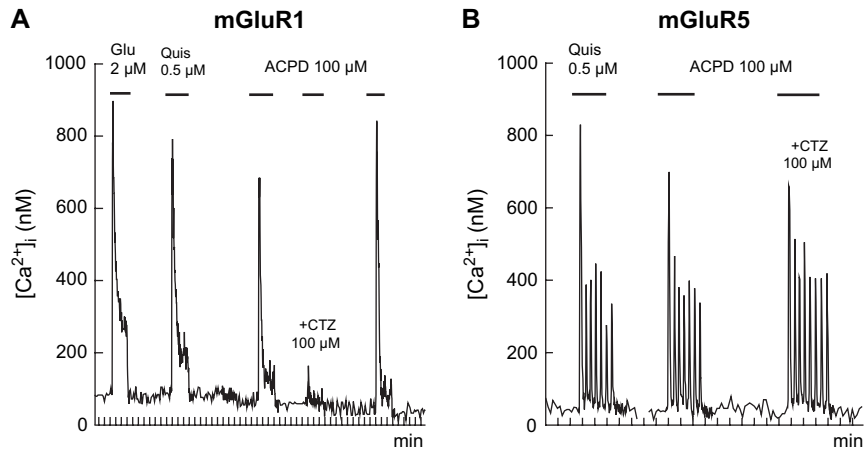 A
mGluR1
Glu
2 µM
Quis
0.5 µM
ACPD 100 µM
1000
800
600
400
200
0
[Ca2+]i (nM)
+CTZ
100 µM
min
B
mGluR5
Quis
0.5 µM
ACPD 100 µM
1000
800
600
400
200
0
[Ca2+]i (nM)
+CTZ
100 µM
min